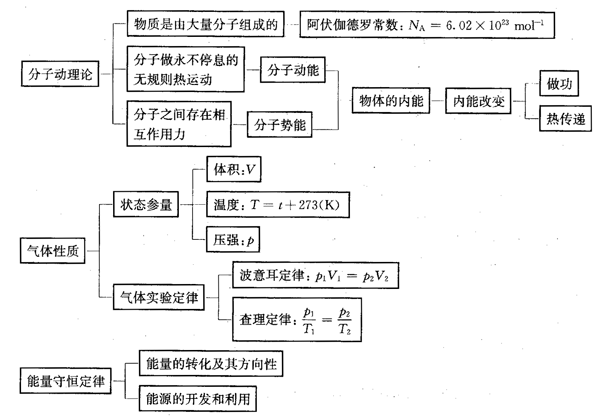 分子动理论
物质是由大量分子组成的
阿伏伽德罗常数：N_A = 6.02×10²³ mol⁻¹
分子做永不停息的
无规则热运动
分子动能
分子之间存在相
互作用力
分子势能
物体的内能
内能改变
做功
热传递
气体性质
状态参量
体积：V
温度：T = t + 273(K)
压强：p
气体实验定律
波意耳定律：p₁V₁ = p₂V₂
查理定律：p₁/T₁ = p₂/T₂
能量守恒定律
能量的转化及其方向性
能源的开发和利用